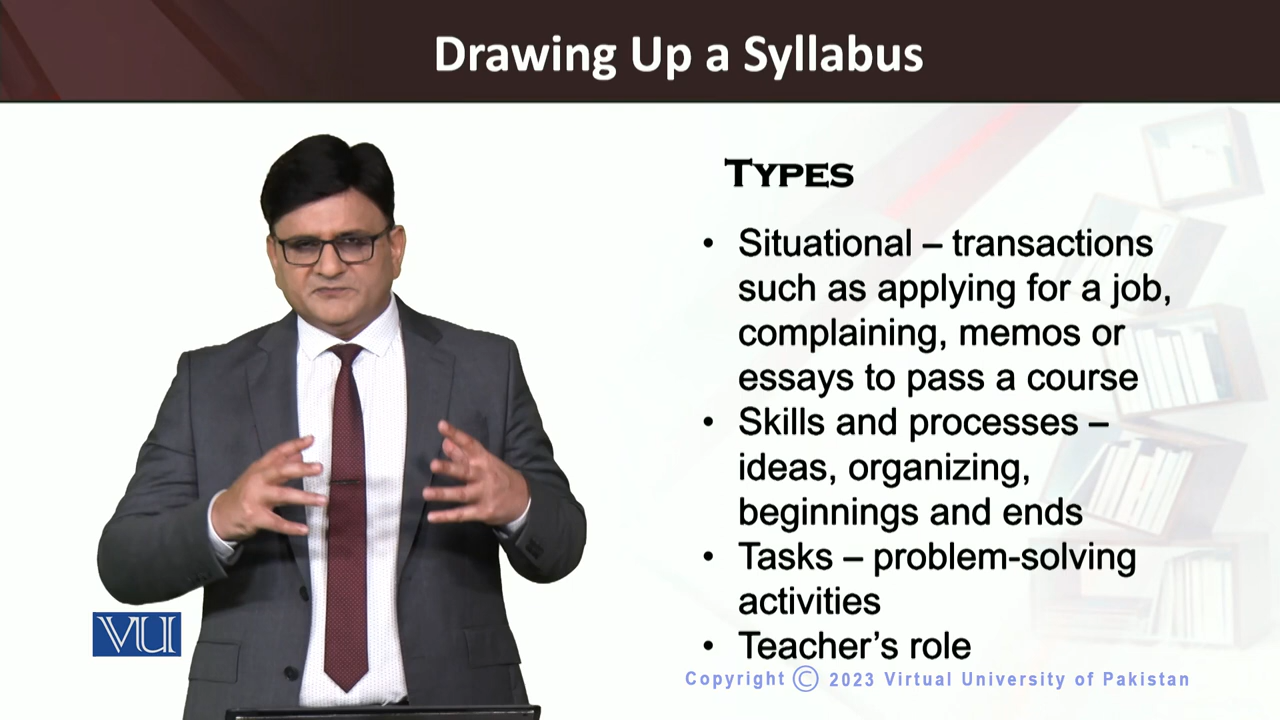 Drawing Up a Syllabus
TYPES
• Situational – transactions
such as applying for a job,
complaining, memos or
essays to pass a course
• Skills and processes –
ideas, organizing,
beginnings and ends
• Tasks – problem-solving
activities
• Teacher’s role
VU
Copyright © 2023 Virtual University of Pakistan